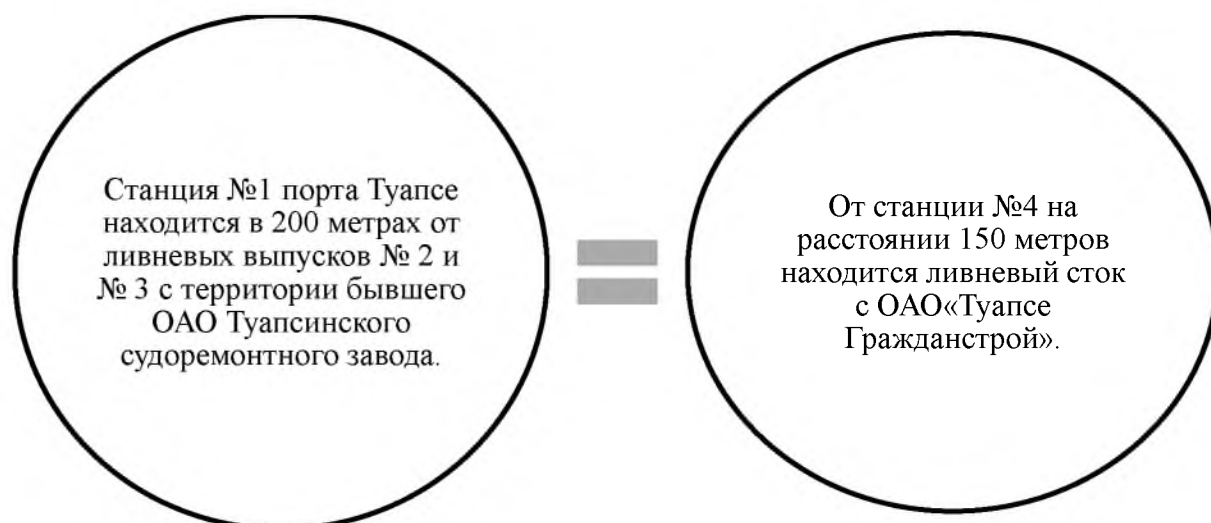 Станция №1 порта Туапсе
находится в 200 метрах от
ливневых выпусков № 2 и
№ 3 с территории бывшего
ОАО Туапсинского
судоремонтного завода.
От станции №4 на
расстоянии 150 метров
находится ливневый сток
с ОАО«Туапсе
Гражданстрой».